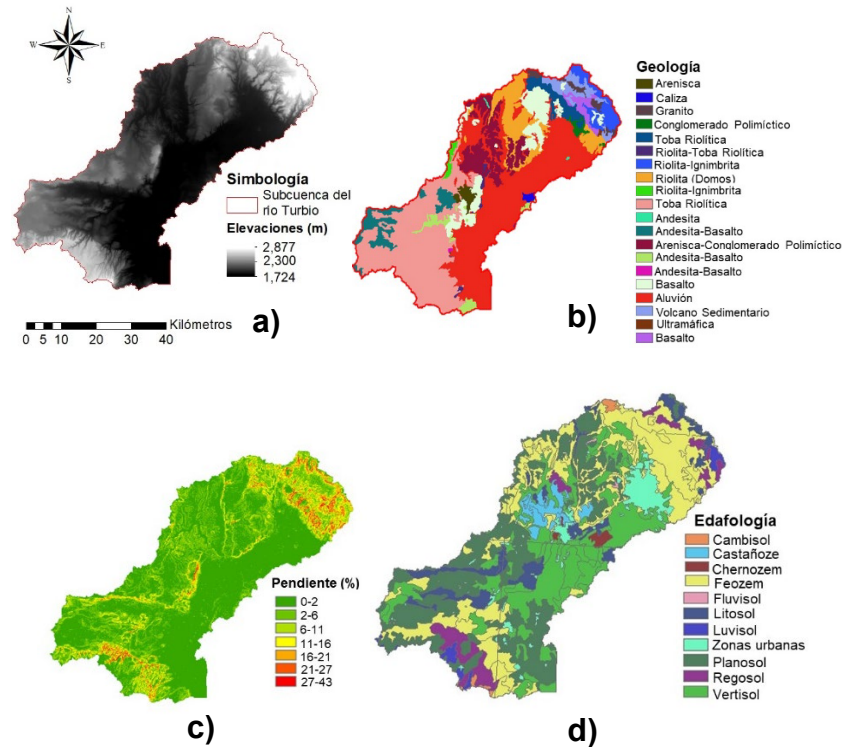 N
W E
S
Simbología
Subcuenca del
río Turbio
Elevaciones (m)
2,877
2,300
1,724
Kilómetros
0 5 10 20 30 40
a)
Geología
Arenisca
Caliza
Granito
Conglomerado Polimíctico
Toba Riolítica
Riolita-Toba Riolítica
Riolita-Ignimbrita
Riolita (Domos)
Riolita-Ignimbrita
Toba Riolítica
Andesita
Andesita-Basalto
Arenisca-Conglomerado Polimíctico
Andesita-Basalto
Andesita-Basalto
Basalto
Aluvión
Volcano Sedimentario
Ultramáfica
Basalto
b)
Pendiente (%)
0-2
2-6
6-11
11-16
16-21
21-27
27-43
c)
Edafología
Cambisol
Castañoze
Chernozem
Feozem
Fluvisol
Litosol
Luvisol
Zonas urbanas
Planosol
Regosol
Vertisol
d)